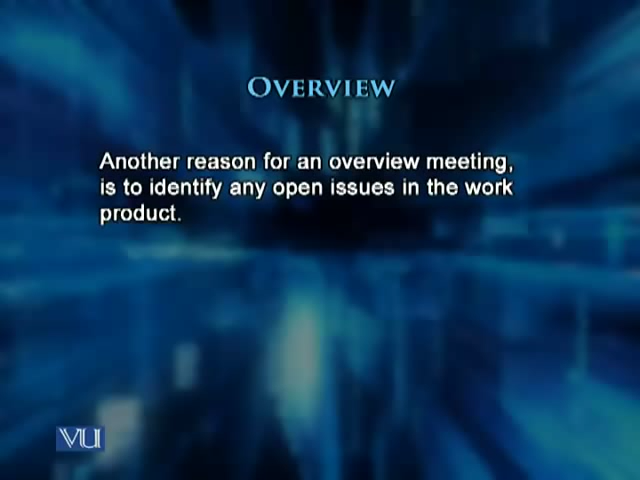 OVERVIEW
Another reason for an overview meeting,
is to identify any open issues in the work
product.
VU